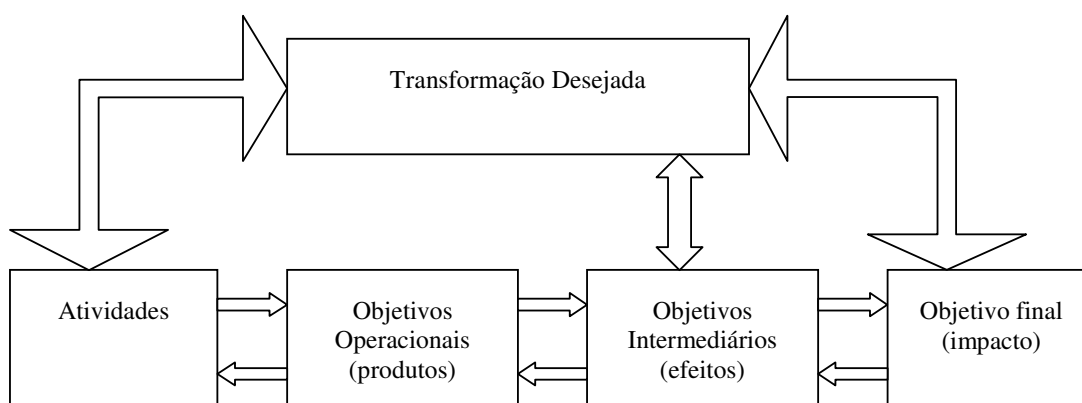 Transformação Desejada
Atividades
Objetivos
Operacionais
(produtos)
Objetivos
Intermediários
(efeitos)
Objetivo final
(impacto)